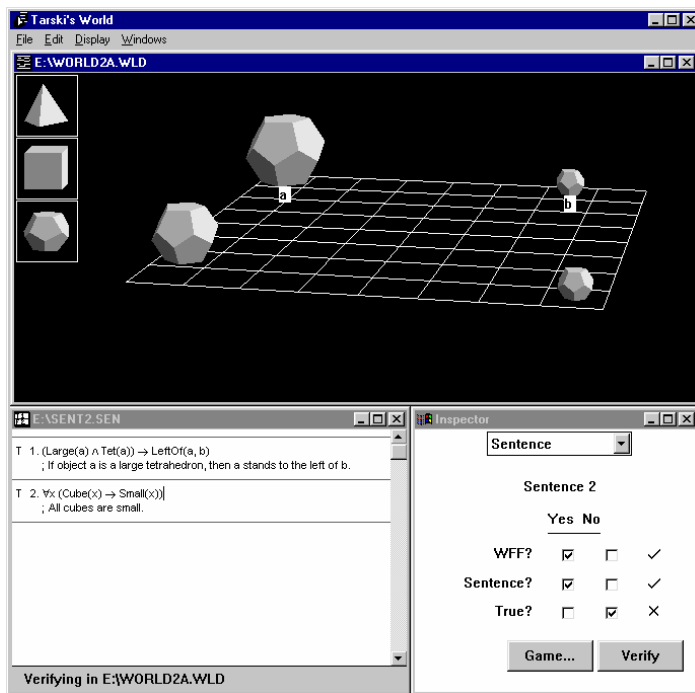 Tarski's World
File Edit Display Windows
E:\WORLD2A.WLD
a
b
E:\SENT2.SEN
T 1. (Large(a) ∧ Tet(a)) → LeftOf(a, b)
; If object a is a large tetrahedron, then a stands to the left of b.
T 2. ∀x (Cube(x) → Small(x))
; All cubes are small.
Verifying in E:\WORLD2A.WLD
Inspector
Sentence
Sentence 2
Yes No
WFF?
Sentence?
True?
Game... Verify